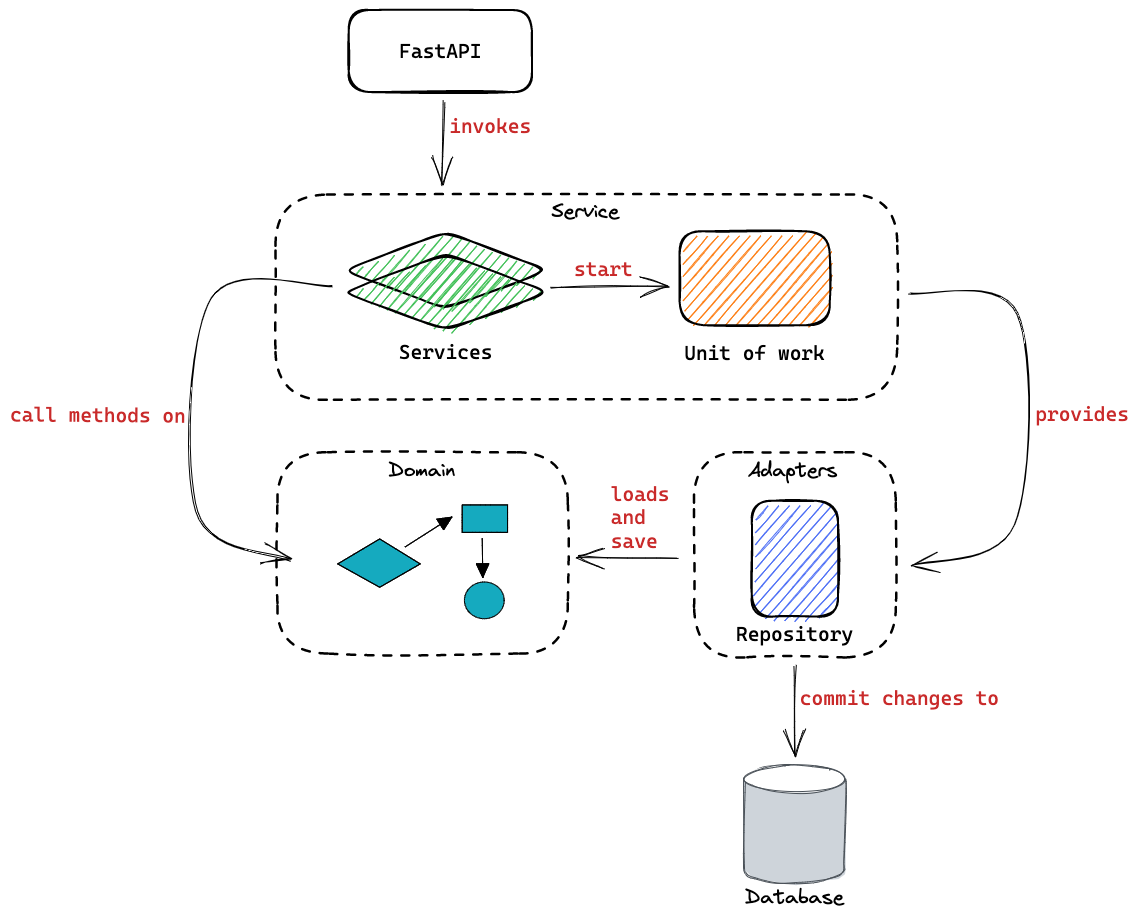 FastAPI
invokes
Service
start
Services
Unit of work
call methods on
provides
Domain
Adapters
loads
and
save
Repository
commit changes to
Database